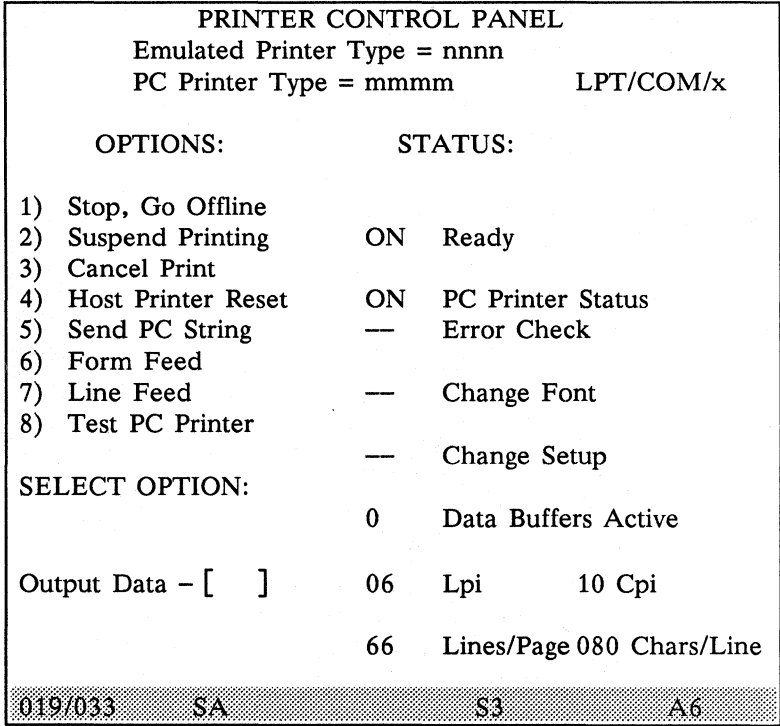 PRINTER CONTROL PANEL
Emulated Printer Type = nnnn
PC Printer Type = mmmm LPT/COM/x
OPTIONS: STATUS:
1) Stop, Go Offline
2) Suspend Printing ON Ready
3) Cancel Print
4) Host Printer Reset ON PC Printer Status
5) Send PC String — Error Check
6) Form Feed
7) Line Feed — Change Font
8) Test PC Printer
— Change Setup
SELECT OPTION:
0 Data Buffers Active
Output Data – [ ] 06 Lpi 10 Cpi
66 Lines/Page 080 Chars/Line
019/033 SA S3 A6